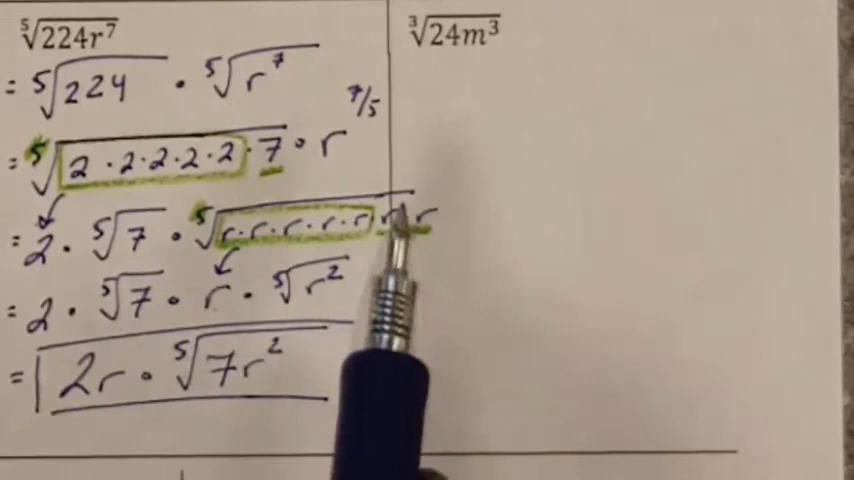 ⁵√224r⁷
= ⁵√224 · ⁵√r⁷
= ⁵√2·2·2·2·2·7 · r^7/5
= 2 · ⁵√7 · ⁵√r·r·r·r·r·r·r
= 2 · ⁵√7 · r · ⁵√r²
= 2r · ⁵√7r²
³√24m³